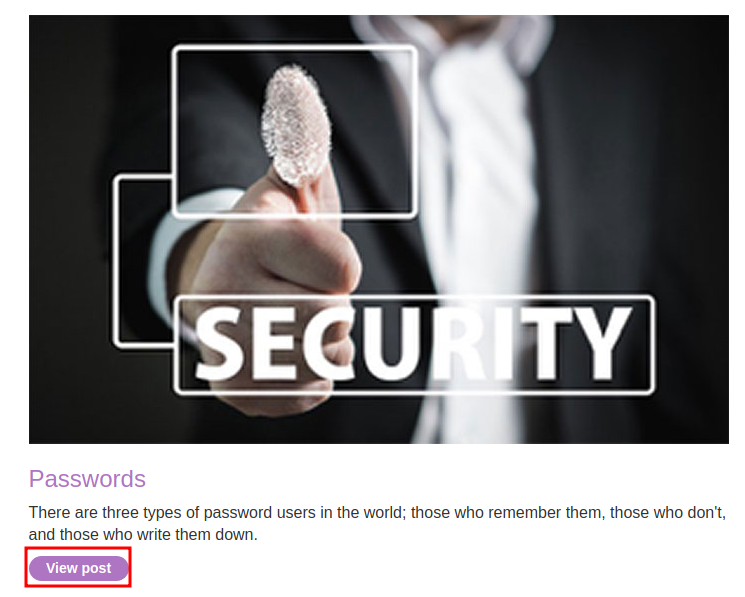 SECURITY
Passwords
There are three types of password users in the world; those who remember them, those who don't,
and those who write them down.
View post